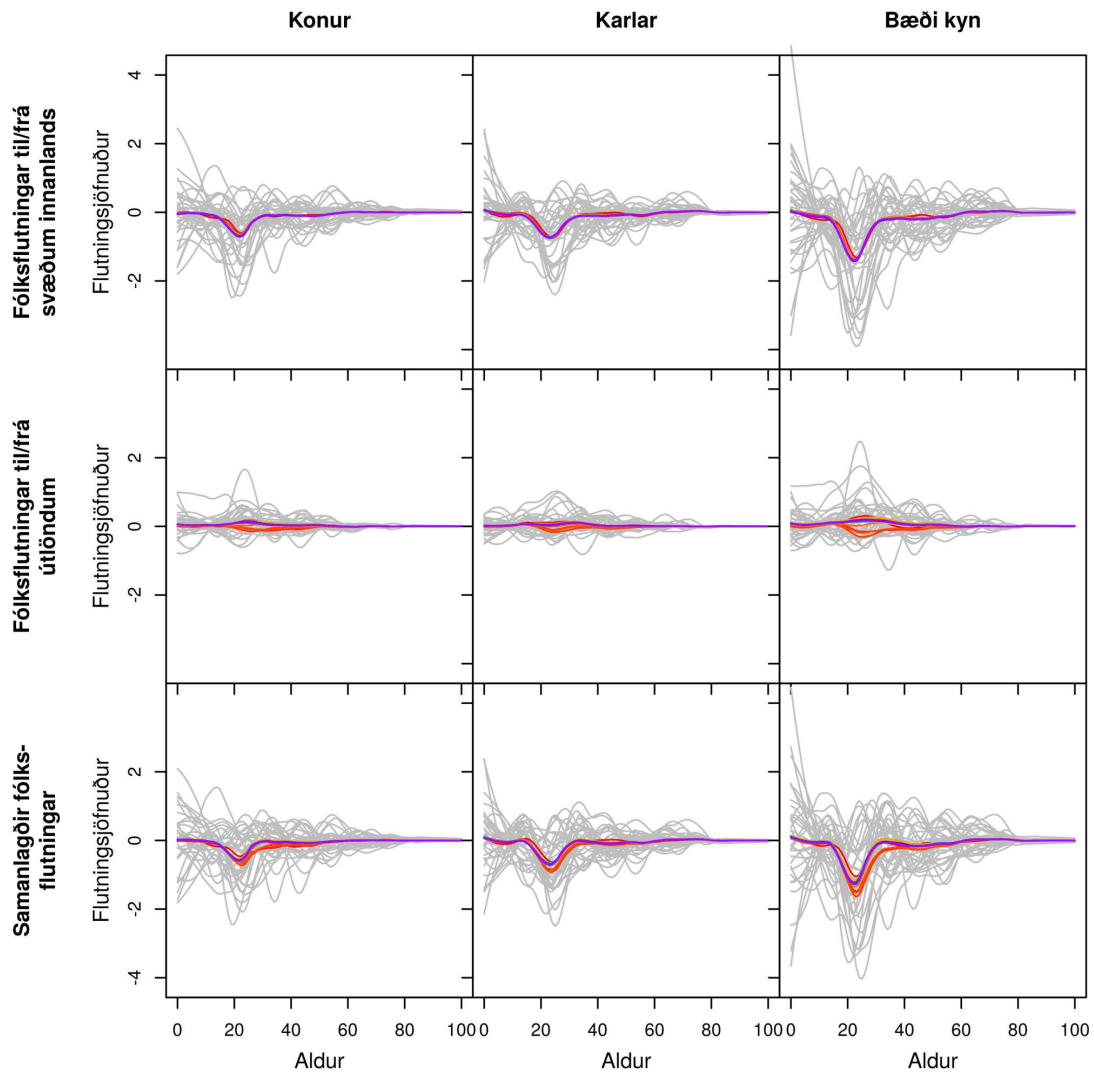 Konur Karlar Bæði kyn
Fólksflutningar til/frá
svæðum innanlands
Flutningsjöfnuður
4
2
0
-2
Fólksflutningar til/frá
útlöndum
Flutningsjöfnuður
2
0
-2
Samanlagðir fólks-
flutningar
Flutningsjöfnuður
2
0
-2
-4
0 20 40 60 80 100 0 20 40 60 80 100 0 20 40 60 80 100
Aldur Aldur Aldur